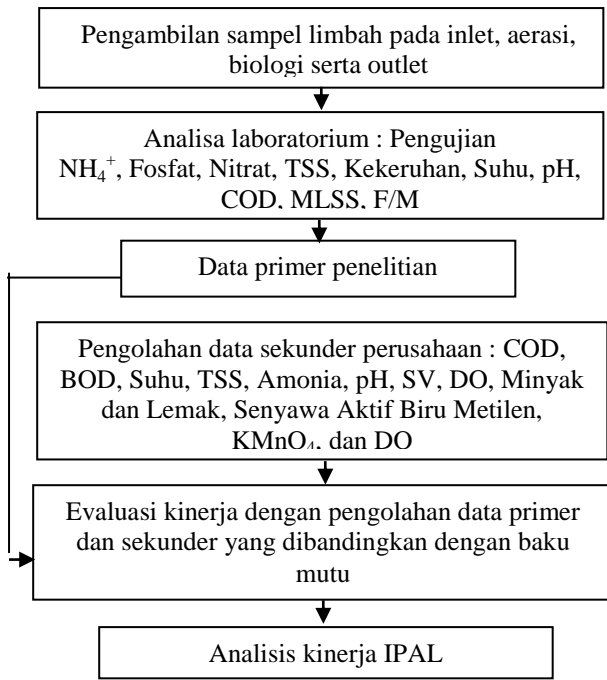 Pengambilan sampel limbah pada inlet, aerasi,
biologi serta outlet
Analisa laboratorium : Pengujian
NH₄⁺, Fosfat, Nitrat, TSS, Kekeruhan, Suhu, pH,
COD, MLSS, F/M
Data primer penelitian
Pengolahan data sekunder perusahaan : COD,
BOD, Suhu, TSS, Amonia, pH, SV, DO, Minyak
dan Lemak, Senyawa Aktif Biru Metilen,
KMnO₄, dan DO
Evaluasi kinerja dengan pengolahan data primer
dan sekunder yang dibandingkan dengan baku
mutu
Analisis kinerja IPAL